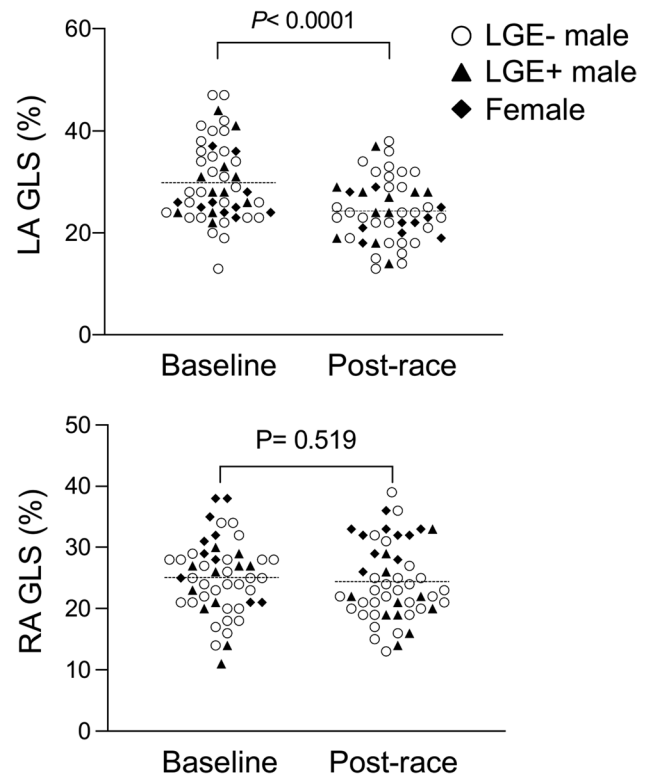 P< 0.0001
LGE- male
LGE+ male
Female
LA GLS (%)
60
40
20
0
Baseline Post-race
P= 0.519
RA GLS (%)
50
40
30
20
10
0
Baseline Post-race